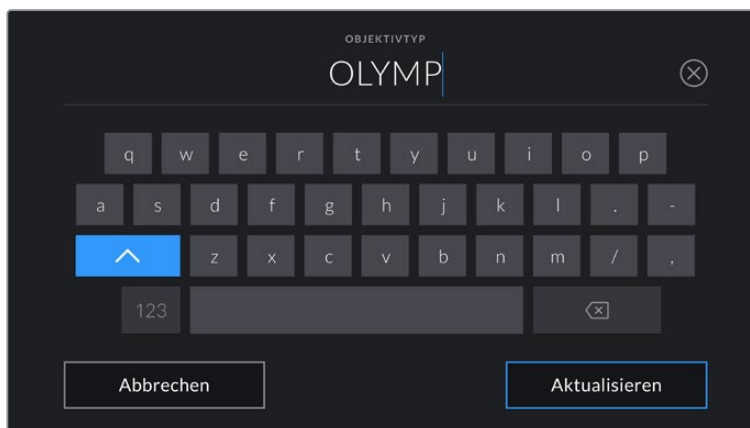 OBJEKTIVTYP
OLYMP
q w e r t y u i o p
a s d f g h j k l . -
z x c v b n m / ,
123
Abbrechen Aktualisieren